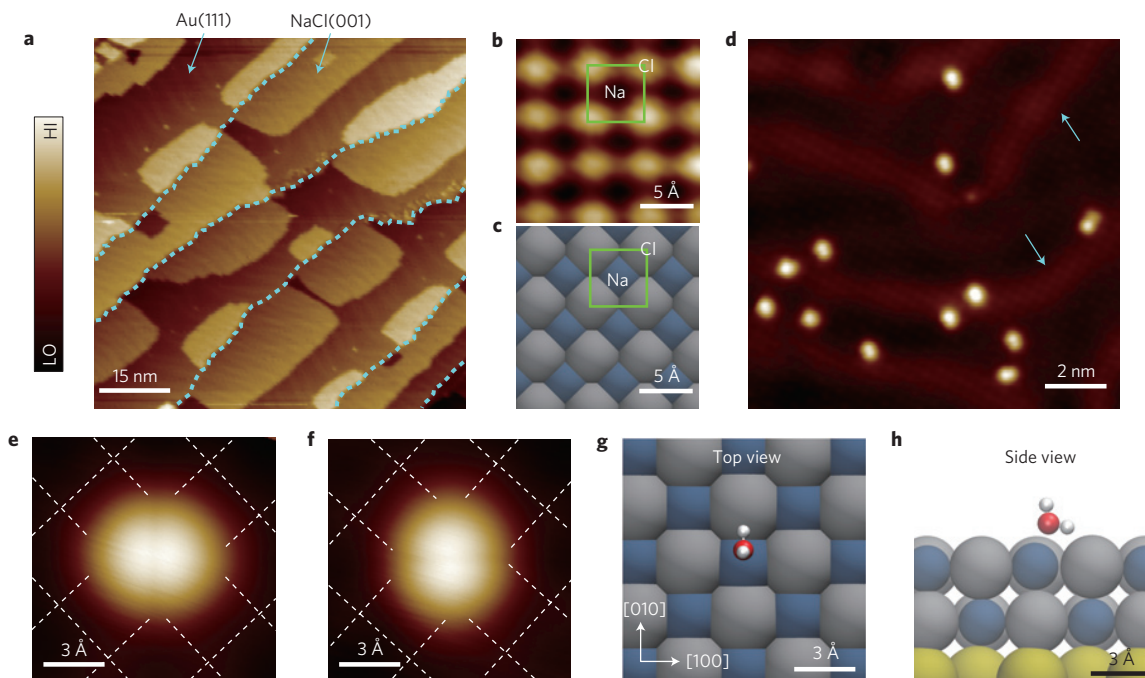 Au(111) NaCl(001)
a
HI
LO
15 nm
b
Cl
Na
5 Å
c
Cl
Na
5 Å
d
2 nm
e
3 Å
f
3 Å
g
Top view
[010]
[100]
3 Å
h
Side view
3 Å